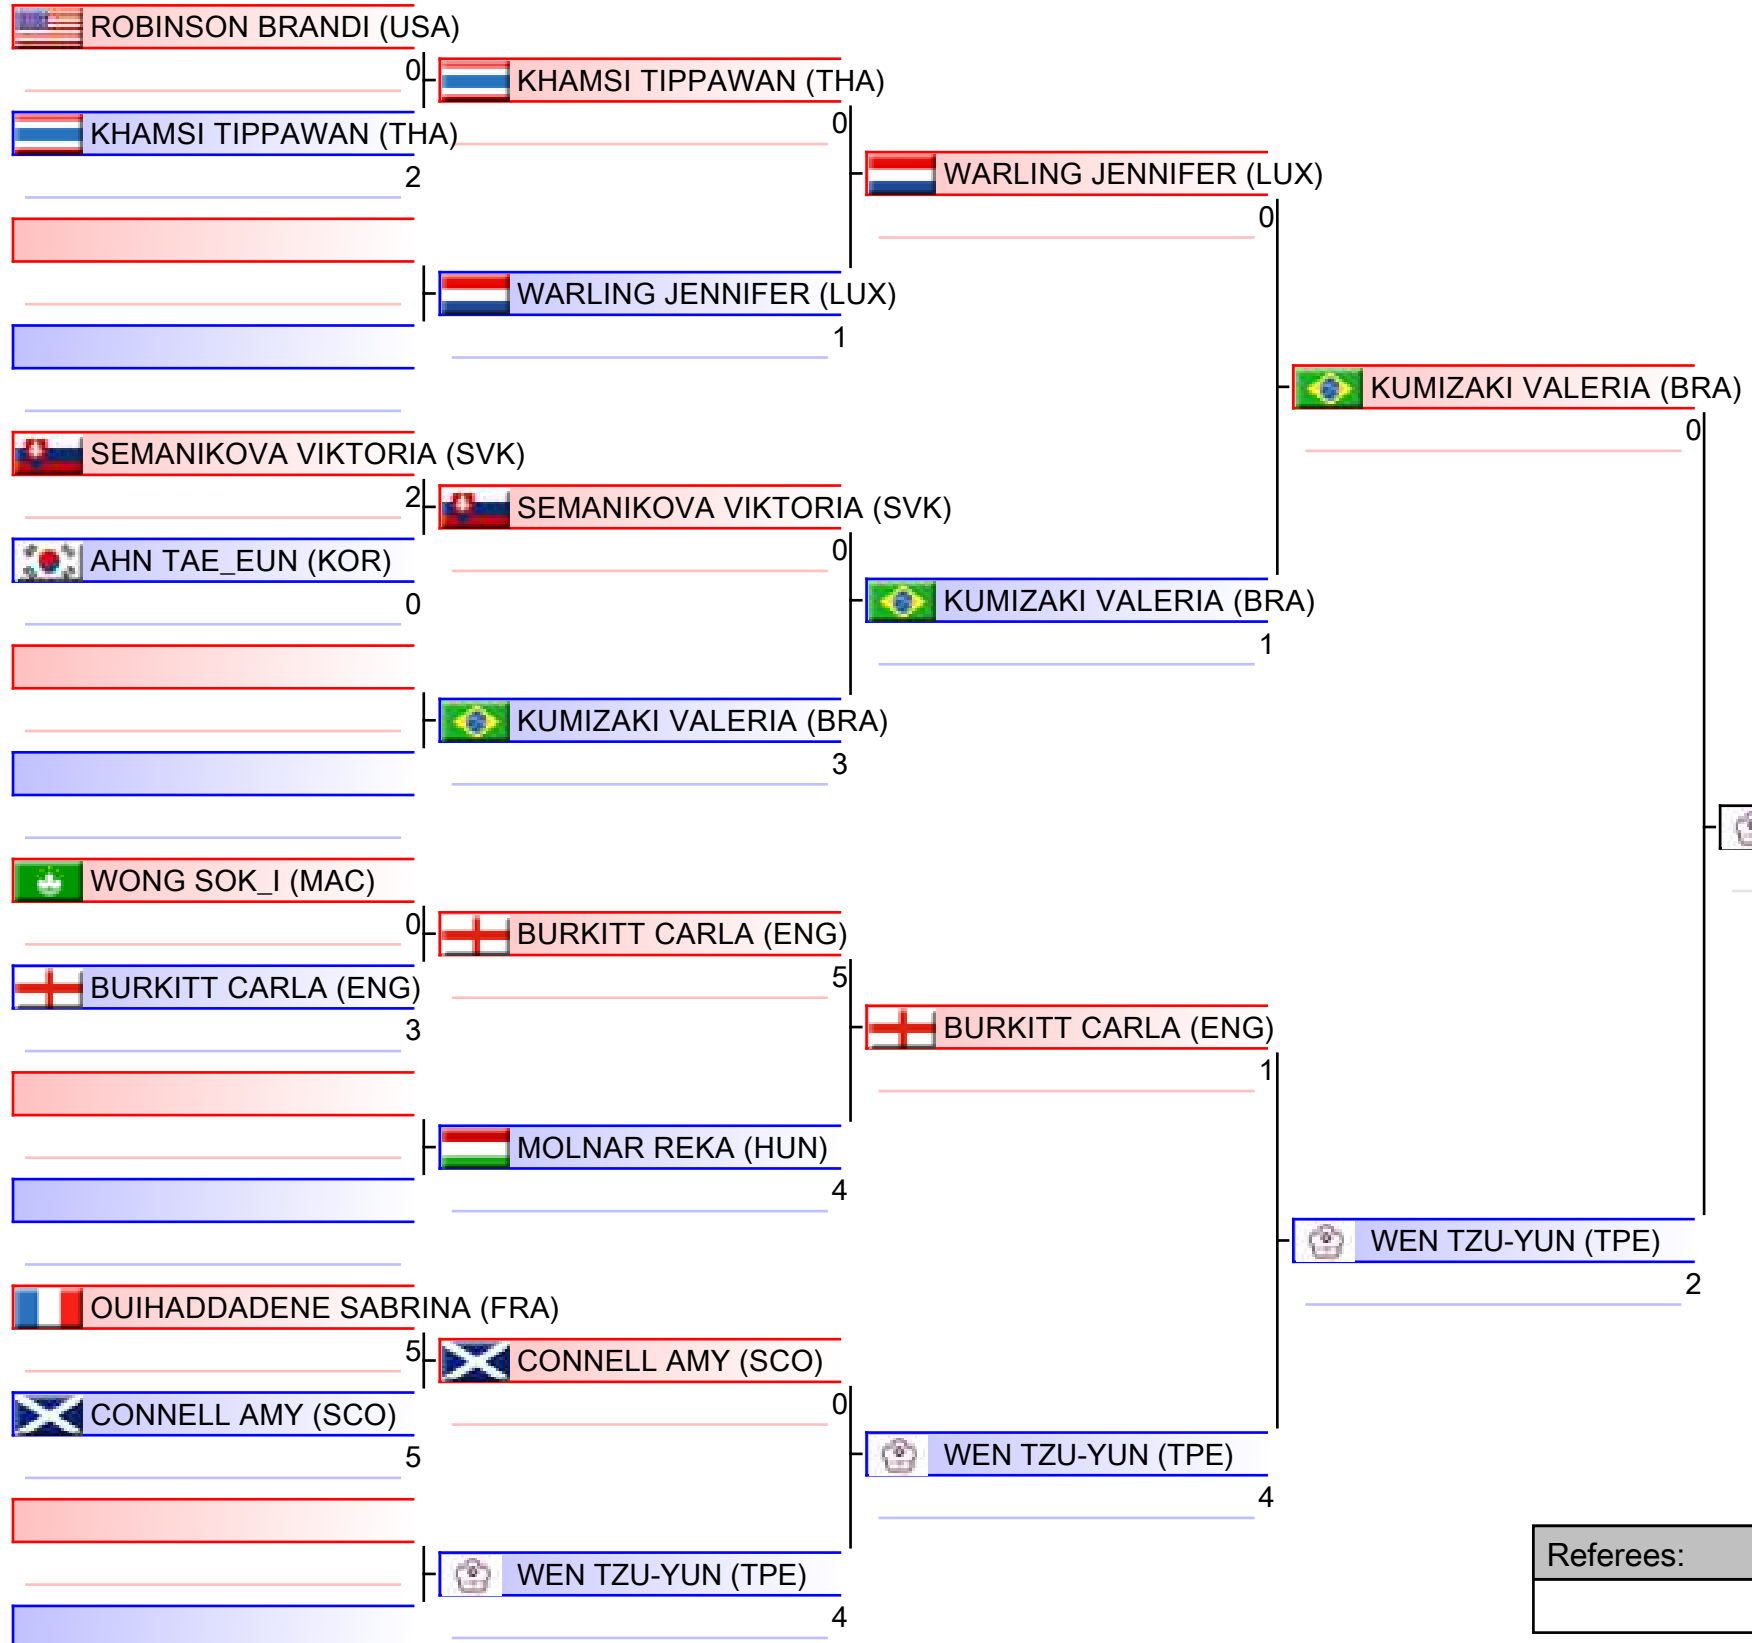 ROBINSON BRANDI (USA)
0
KHAMSI TIPPAWAN (THA)
2
SEMANIKOVA VIKTORIA (SVK)
2
AHN TAE_EUN (KOR)
0
WONG SOK_I (MAC)
0
BURKITT CARLA (ENG)
3
OUIHADDADENE SABRINA (FRA)
5
CONNELL AMY (SCO)
5
KHAMSI TIPPAWAN (THA)
0
WARLING JENNIFER (LUX)
1
SEMANIKOVA VIKTORIA (SVK)
0
KUMIZAKI VALERIA (BRA)
3
BURKITT CARLA (ENG)
5
MOLNAR REKA (HUN)
4
CONNELL AMY (SCO)
0
WEN TZU-YUN (TPE)
4
WARLING JENNIFER (LUX)
0
KUMIZAKI VALERIA (BRA)
1
BURKITT CARLA (ENG)
1
WEN TZU-YUN (TPE)
4
KUMIZAKI VALERIA (BRA)
0
WEN TZU-YUN (TPE)
2
Referees: